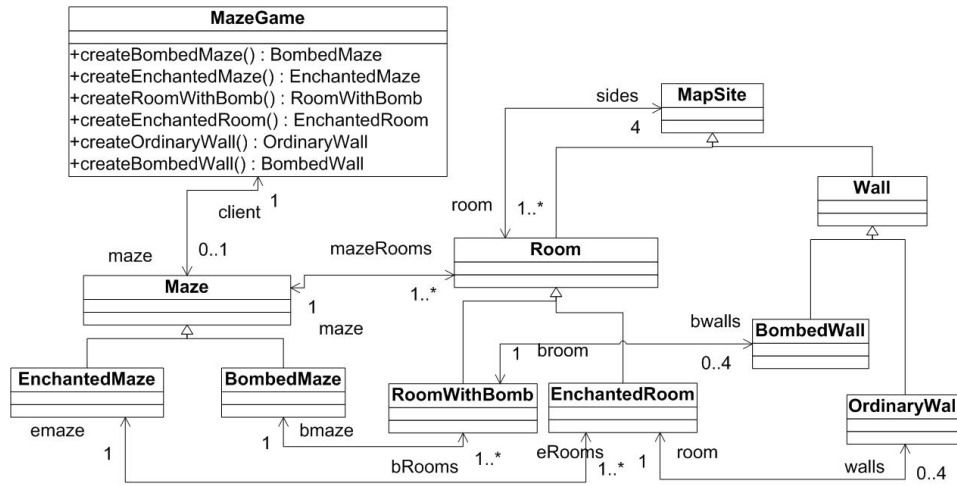 MazeGame
+createBombedMaze() : BombedMaze
+createEnchantedMaze() : EnchantedMaze
+createRoomWithBomb() : RoomWithBomb
+createEnchantedRoom() : EnchantedRoom
+createOrdinaryWall() : OrdinaryWall
+createBombedWall() : BombedWall
sides
MapSite
4
Wall
client
1
room
1..*
maze
0..1
mazeRooms
Room
Maze
1
1..*
maze
bwalls
BombedWall
1
broom
0..4
EnchantedMaze
BombedMaze
RoomWithBomb
EnchantedRoom
OrdinaryWal
emaze
1
1
bmaze
bRooms
1..*
eRooms
1..*
1
room
walls
0..4